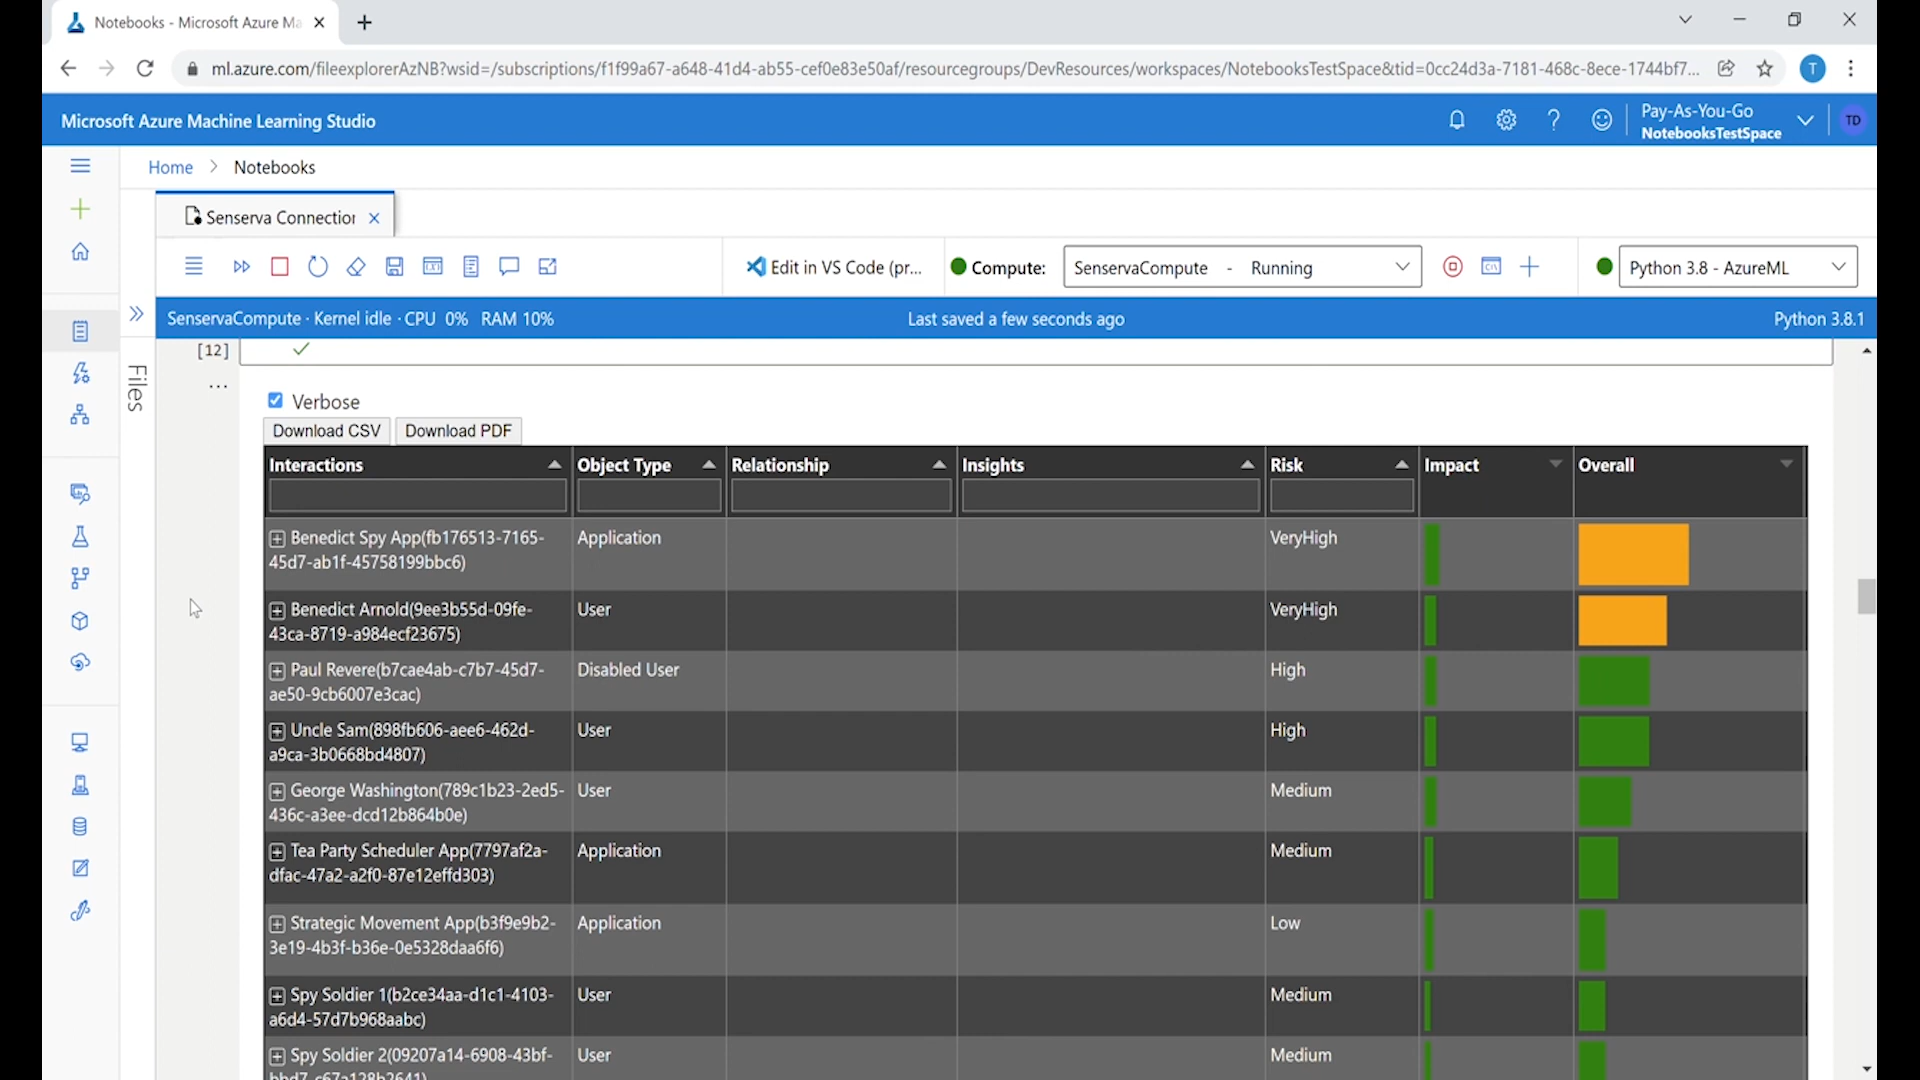 Notebooks - Microsoft Azure Ma
ml.azure.com/fileexplorerAzNB?wsid=/subscriptions/f1f99a67-a648-41d4-ab55-cef0e83e50af/resourcegroups/DevResources/workspaces/NotebooksTestSpace&tid=0cc24d3a-7181-468c-8ece-1744bf7...
T
Microsoft Azure Machine Learning Studio
Pay-As-You-Go
NotebooksTestSpace
TD
Home > Notebooks
Senserva Connection
Edit in VS Code (pr...
Compute:
SenservaCompute - Running
Python 3.8 - AzureML
SenservaCompute · Kernel idle · CPU 0% RAM 10%
Last saved a few seconds ago
Python 3.8.1
Files
[12]
...
Verbose
Download CSV Download PDF
Interactions Object Type Relationship Insights Risk Impact Overall
Benedict Spy App(fb176513-7165-
45d7-ab1f-45758199bbc6)
Application
VeryHigh
Benedict Arnold(9ee3b55d-09fe-
43ca-8719-a984ecf23675)
User
VeryHigh
Paul Revere(b7cae4ab-c7b7-45d7-
ae50-9cb6007e3cac)
Disabled User
High
Uncle Sam(898fb606-aee6-462d-
a9ca-3b0668bd4807)
User
High
George Washington(789c1b23-2ed5-
436c-a3ee-dcd12b864b0e)
User
Medium
Tea Party Scheduler App(7797af2a-
dfac-47a2-a2f0-87e12effd303)
Application
Medium
Strategic Movement App(b3f9e9b2-
3e19-4b3f-b36e-0e5328daa6f6)
Application
Low
Spy Soldier 1(b2ce34aa-d1c1-4103-
a6d4-57d7b968aabc)
User
Medium
Spy Soldier 2(09207a14-6908-43bf-
User
Medium